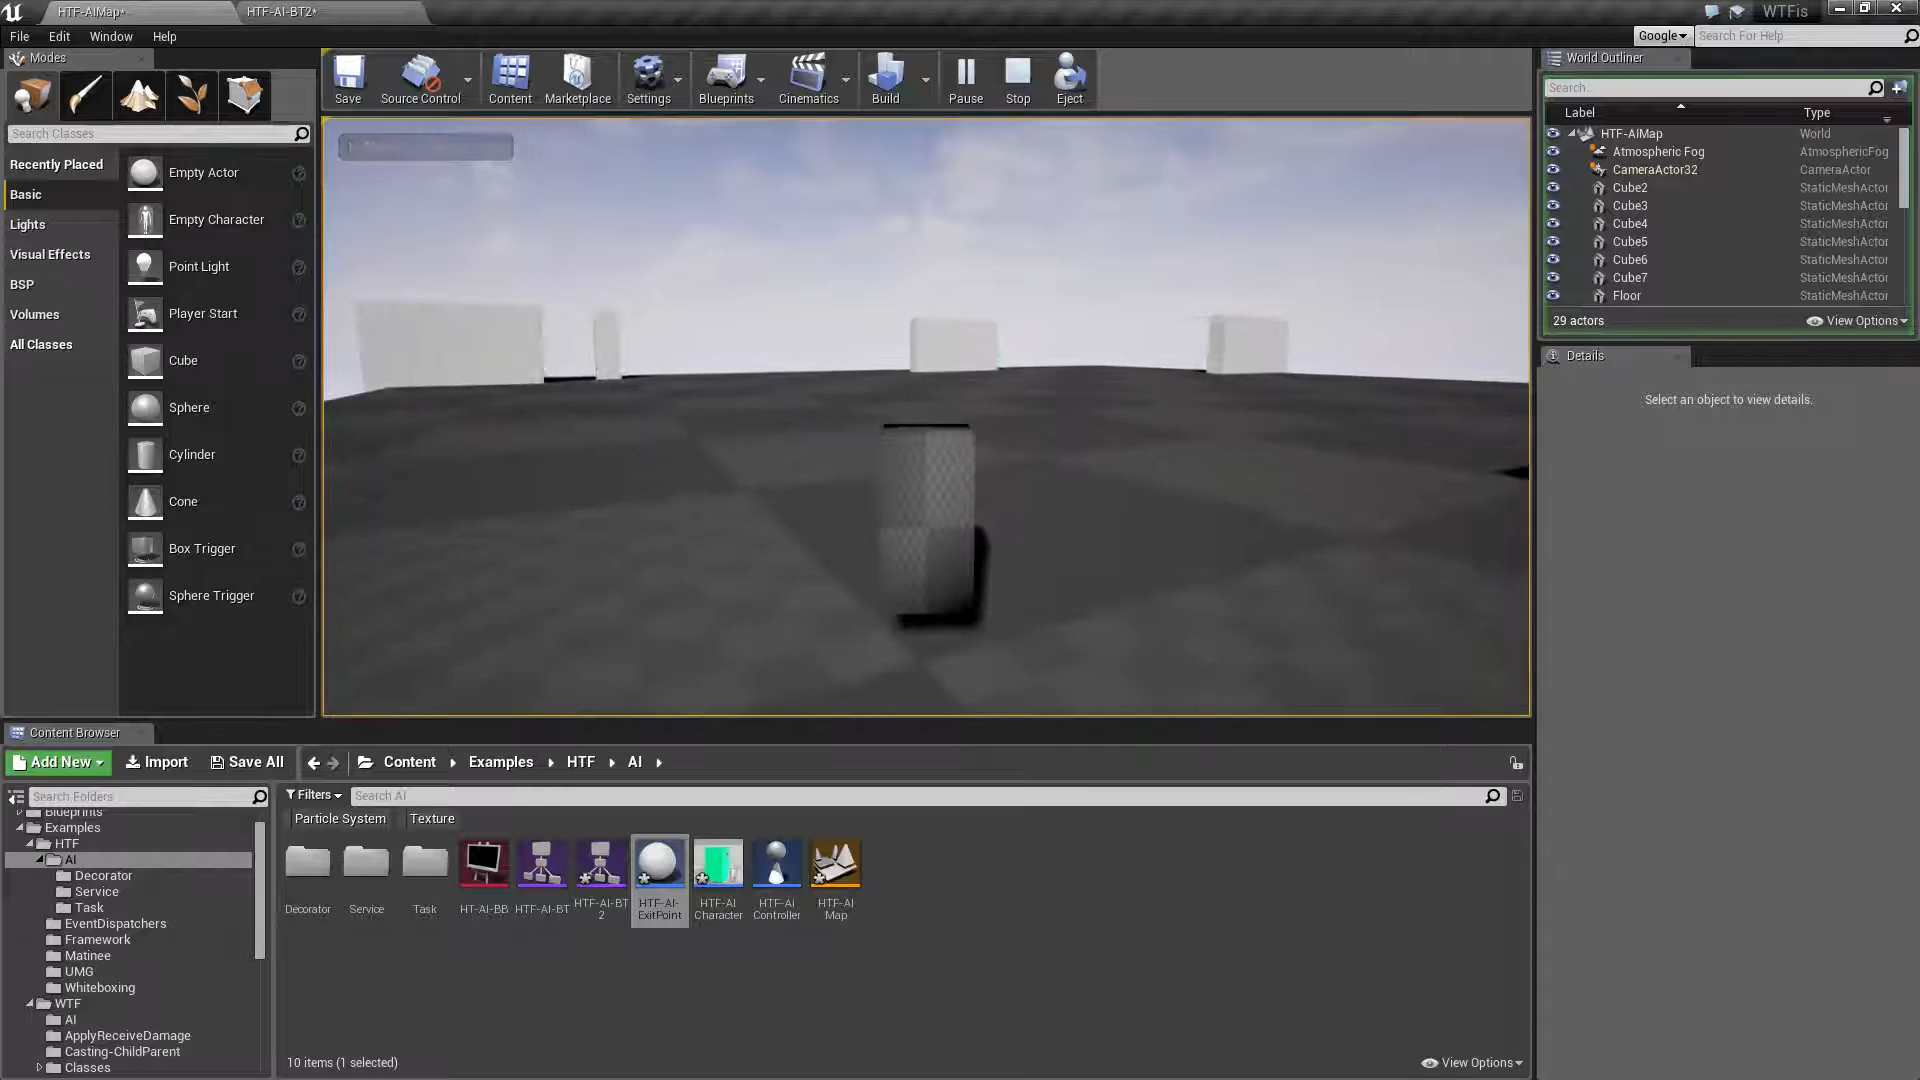 HTF-AIMap*
HTF-AI-BT2*
WTFis
File
Edit
Window
Help
Google
Search For Help
Modes
Save
Source Control
Content
Marketplace
Settings
Blueprints
Cinematics
Build
Pause
Stop
Eject
Search Classes
Recently Placed
Basic
Lights
Visual Effects
BSP
Volumes
All Classes
Empty Actor
Empty Character
Point Light
Player Start
Cube
Sphere
Cylinder
Cone
Box Trigger
Sphere Trigger
World Outliner
Search...
Label
Type
HTF-AIMap
World
Atmospheric Fog
AtmosphericFog
CameraActor32
CameraActor
Cube2
StaticMeshActor
Cube3
StaticMeshActor
Cube4
StaticMeshActor
Cube5
StaticMeshActor
Cube6
StaticMeshActor
Cube7
StaticMeshActor
Floor
StaticMeshActor
29 actors
View Options
Details
Select an object to view details.
Content Browser
Add New
Import
Save All
Content
Examples
HTF
AI
Search Folders
Blueprints
Examples
HTF
AI
Decorator
Service
Task
EventDispatchers
Framework
Matinee
UMG
Whiteboxing
WTF
AI
ApplyReceiveDamage
Casting-ChildParent
Classes
Filters
Search AI
Particle System
Texture
Decorator
Service
Task
HT-AI-BB
HTF-AI-BT
HTF-AI-BT
2
HTF-AI-
ExitPoint
HTF-AI
Character
HTF-Ai
Controller
HTF-AI
Map
10 items (1 selected)
View Options